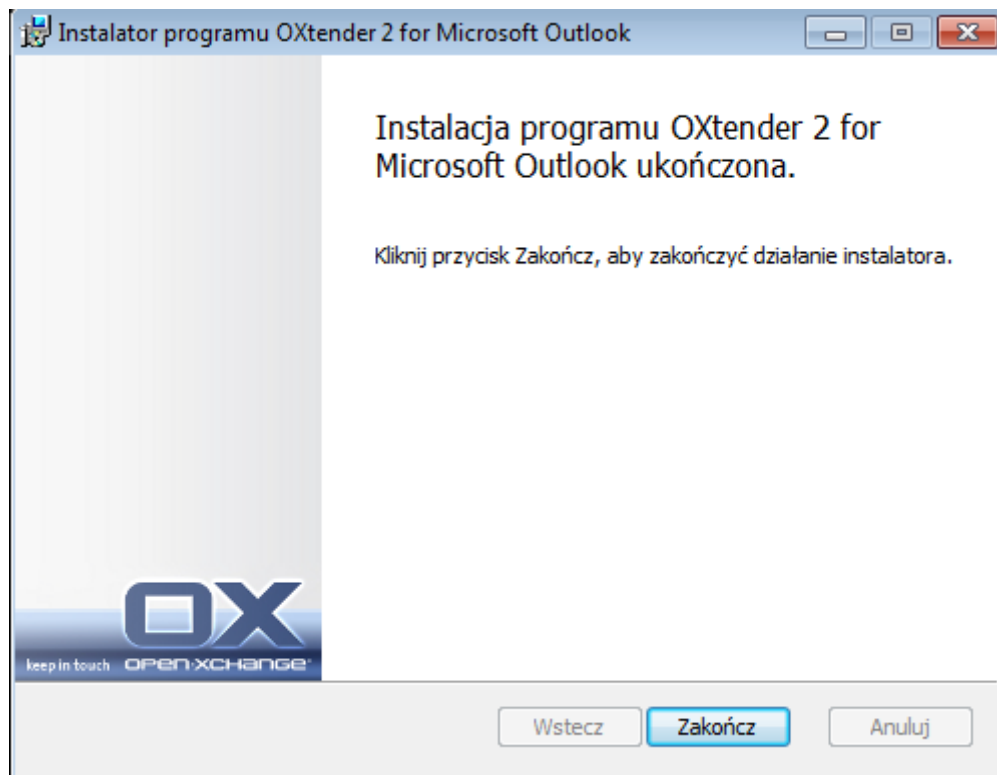 Instalator programu OXtender 2 for Microsoft Outlook
Instalacja programu OXtender 2 for
Microsoft Outlook ukończona.
Kliknij przycisk Zakończ, aby zakończyć działanie instalatora.
OX
keep in touch OPEN-XCHANGE
Wstecz Zakończ Anuluj